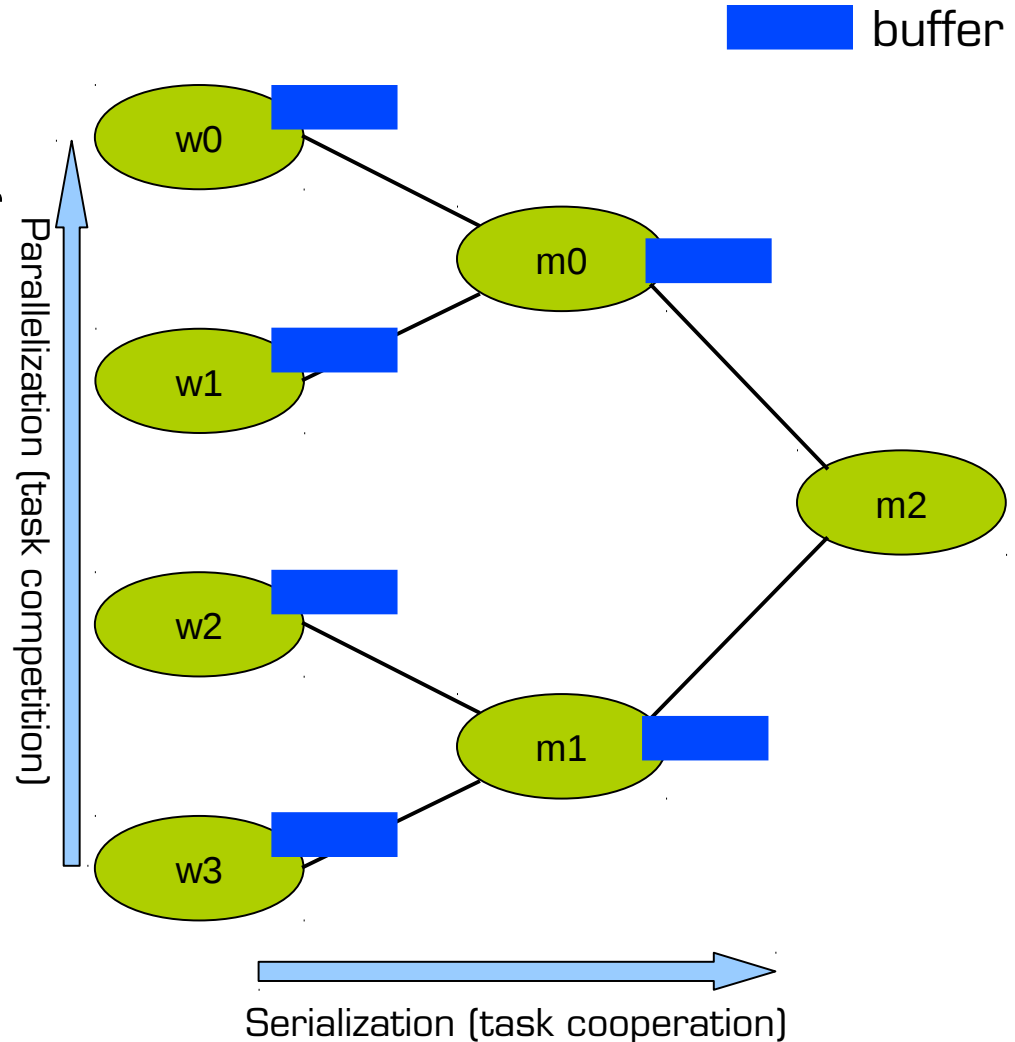 buffer
w0
m0
w1
m2
w2
m1
w3
Parallelization (task competition)
Serialization (task cooperation)